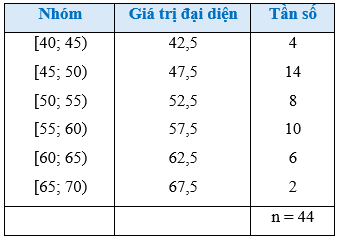 Nhóm Giá trị đại diện Tần số
[40; 45) 42,5 4
[45; 50) 47,5 14
[50; 55) 52,5 8
[55; 60) 57,5 10
[60; 65) 62,5 6
[65; 70) 67,5 2
n = 44